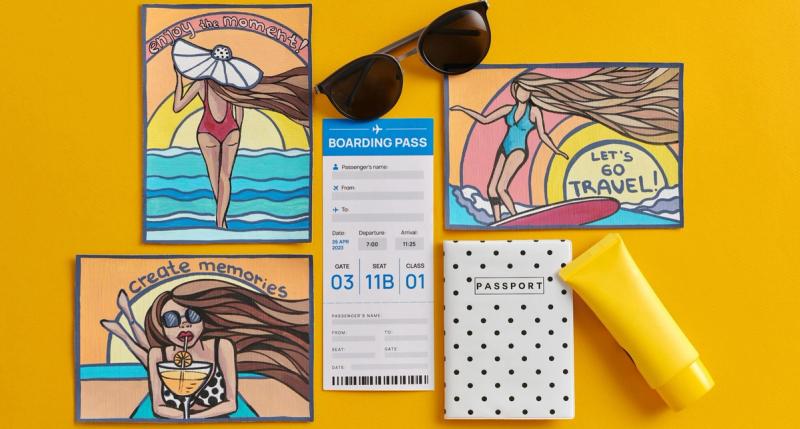 enjoy the moment!
BOARDING PASS
Passenger's name:
From:
To:
Date: Departure: Arrival:
26 APR
2023
7:00
11:25
GATE SEAT CLASS
03 11B 01
PASSENGER'S NAME:
FROM: TO:
SEAT: GATE:
DATE:
LET'S
GO
TRAVEL!
create memories
PASSPORT